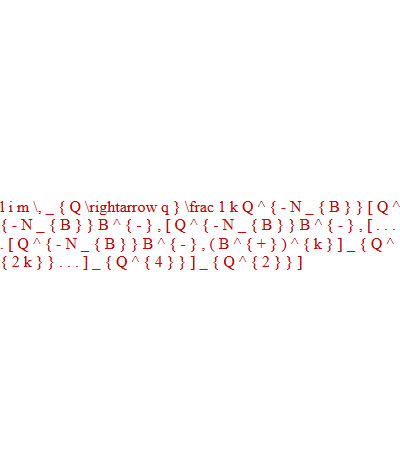 l i m \, _ { Q \rightarrow q } \frac 1 k Q ^ { - N _ { B } } [ Q ^
{ - N _ { B } } B ^ { - } , [ Q ^ { - N _ { B } } B ^ { - } , [ . . .
. [ Q ^ { - N _ { B } } B ^ { - } , ( B ^ { + } ) ^ { k } ] _ { Q ^
{ 2 k } } . . . ] _ { Q ^ { 4 } } ] _ { Q ^ { 2 } } ]